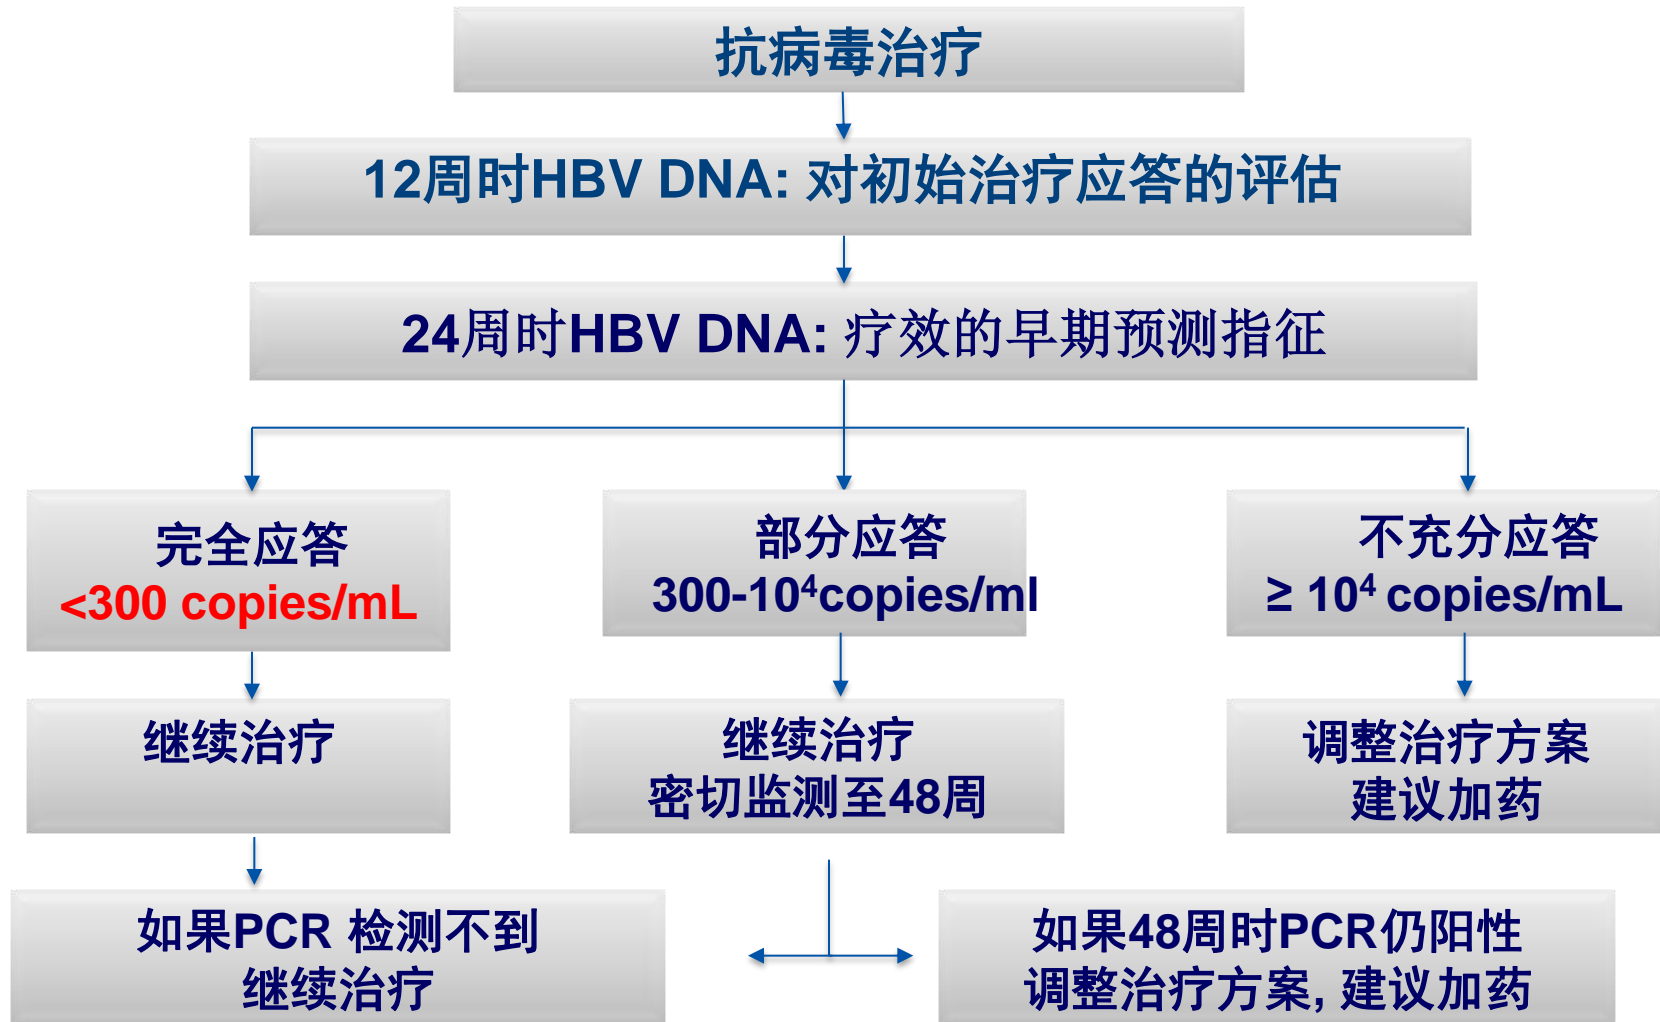 抗病毒治疗
12周时HBV DNA: 对初始治疗应答的评估
24周时HBV DNA: 疗效的早期预测指征
完全应答
<300 copies/mL
部分应答
300-10⁴copies/ml
不充分应答
≥ 10⁴ copies/mL
继续治疗
继续治疗
密切监测至48周
调整治疗方案
建议加药
如果PCR 检测不到
继续治疗
如果48周时PCR仍阳性
调整治疗方案, 建议加药